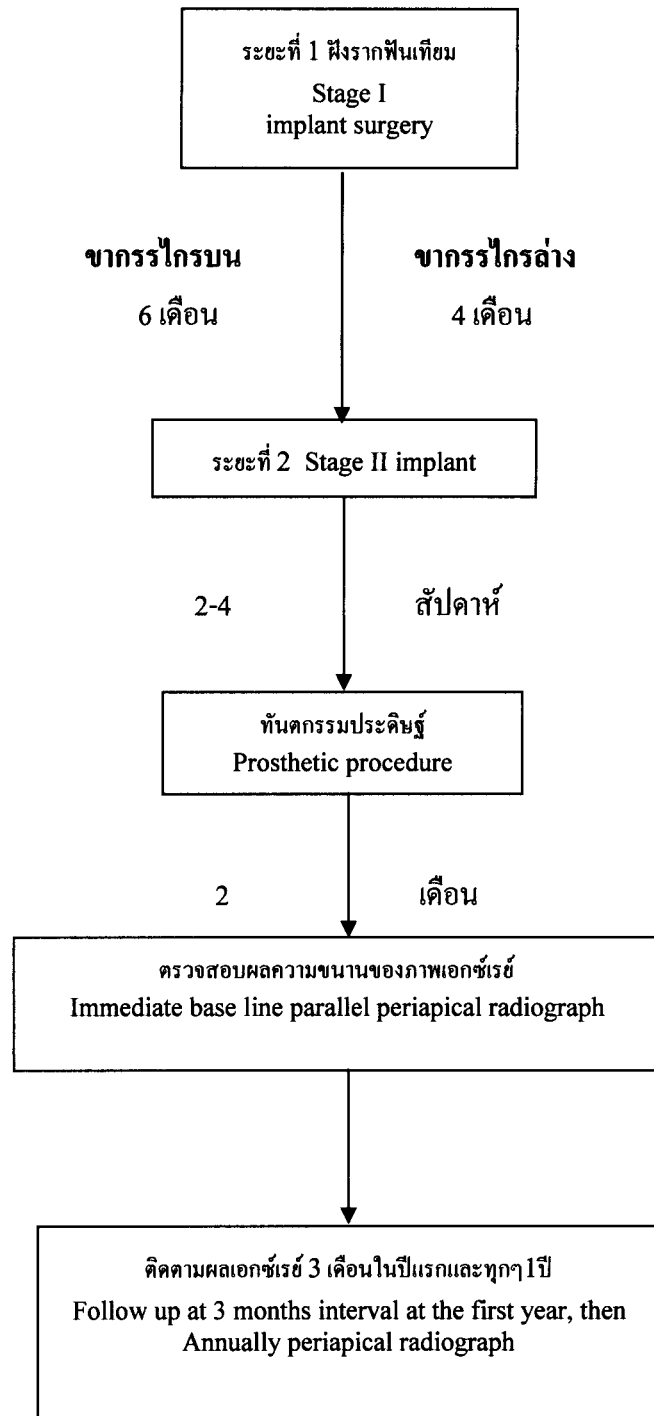 ระยะที่ 1 ฝังรากฟันเทียม
Stage I
implant surgery
ขากรรไกรบน ขากรรไกรล่าง
6 เดือน 4 เดือน
ระยะที่ 2 Stage II implant
2-4 สัปดาห์
ทันตกรรมประดิษฐ์
Prosthetic procedure
2 เดือน
ตรวจสอบผลความขนานของภาพเอกซ์เรย์
Immediate base line parallel periapical radiograph
ติดตามผลเอกซ์เรย์ 3 เดือนในปีแรกและทุกๆ 1 ปี
Follow up at 3 months interval at the first year, then
Annually periapical radiograph